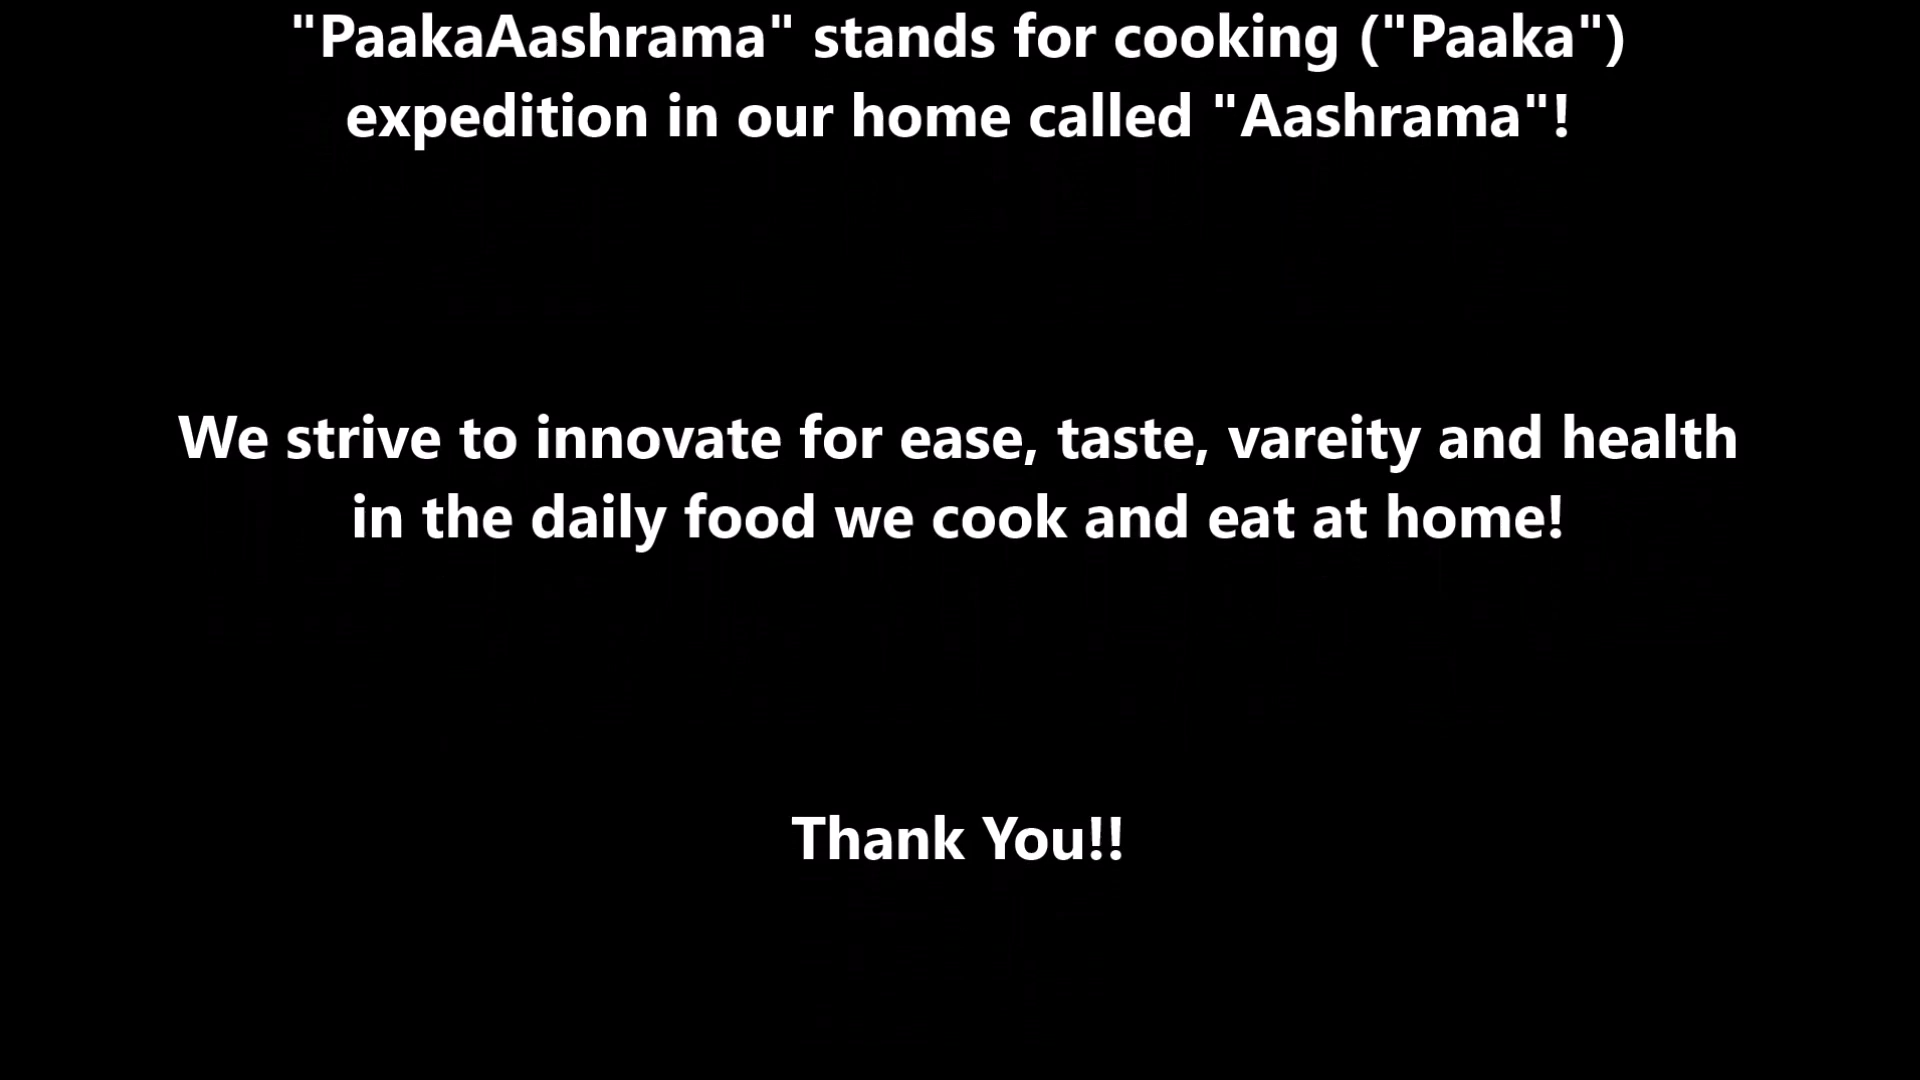 "PaakaAashrama" stands for cooking ("Paaka")
expedition in our home called "Aashrama"!
We strive to innovate for ease, taste, vareity and health
in the daily food we cook and eat at home!
Thank You!!